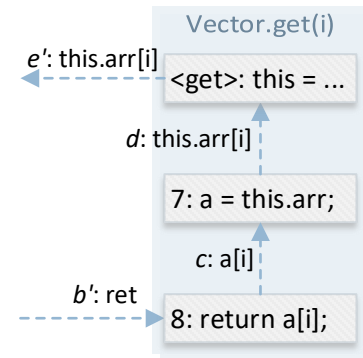 Vector.get(i)
e': this.arr[i]
<get>: this = ...
d: this.arr[i]
7: a = this.arr;
c: a[i]
b': ret
8: return a[i];